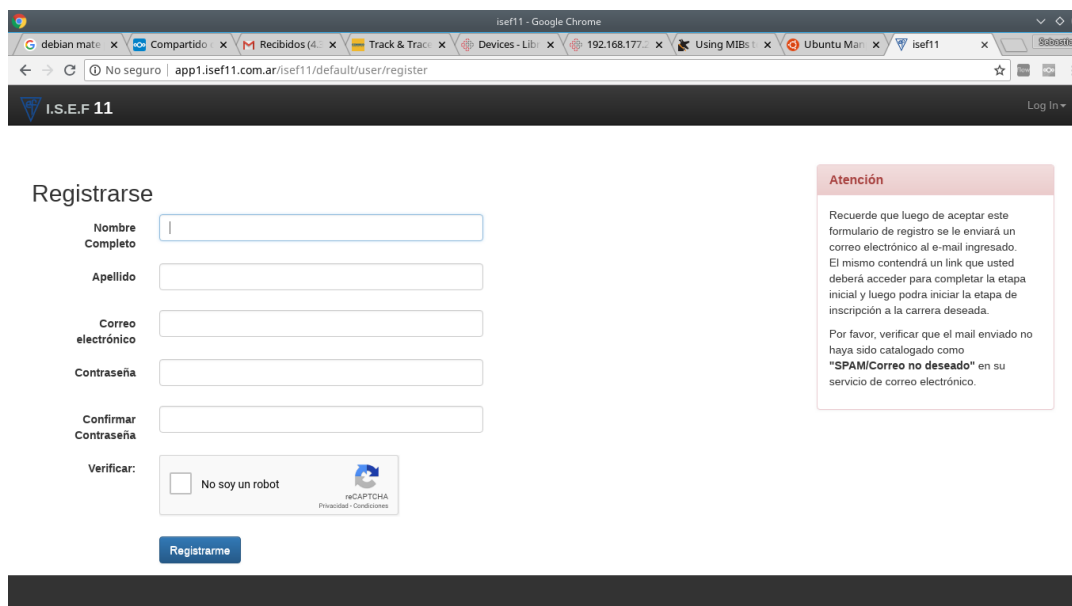 isef11 - Google Chrome
debian mate
Compartido c
Recibidos (4.
Track & Trace
Devices - Libr
192.168.177.2
Using MIBs t
Ubuntu Man
isef11
No seguro | app1.isef11.com.ar/isef11/default/user/register
I.S.E.F 11
Log In
Registrarse
Nombre
Completo
Apellido
Correo
electrónico
Contraseña
Confirmar
Contraseña
Verificar:
No soy un robot
reCAPTCHA
Privacidad - Condiciones
Registrarme
Atención
Recuerde que luego de aceptar este
formulario de registro se le enviará un
correo electrónico al e-mail ingresado.
El mismo contendrá un link que usted
deberá acceder para completar la etapa
inicial y luego podra iniciar la etapa de
inscripción a la carrera deseada.
Por favor, verificar que el mail enviado no
haya sido catalogado como
"SPAM/Correo no deseado" en su
servicio de correo electrónico.